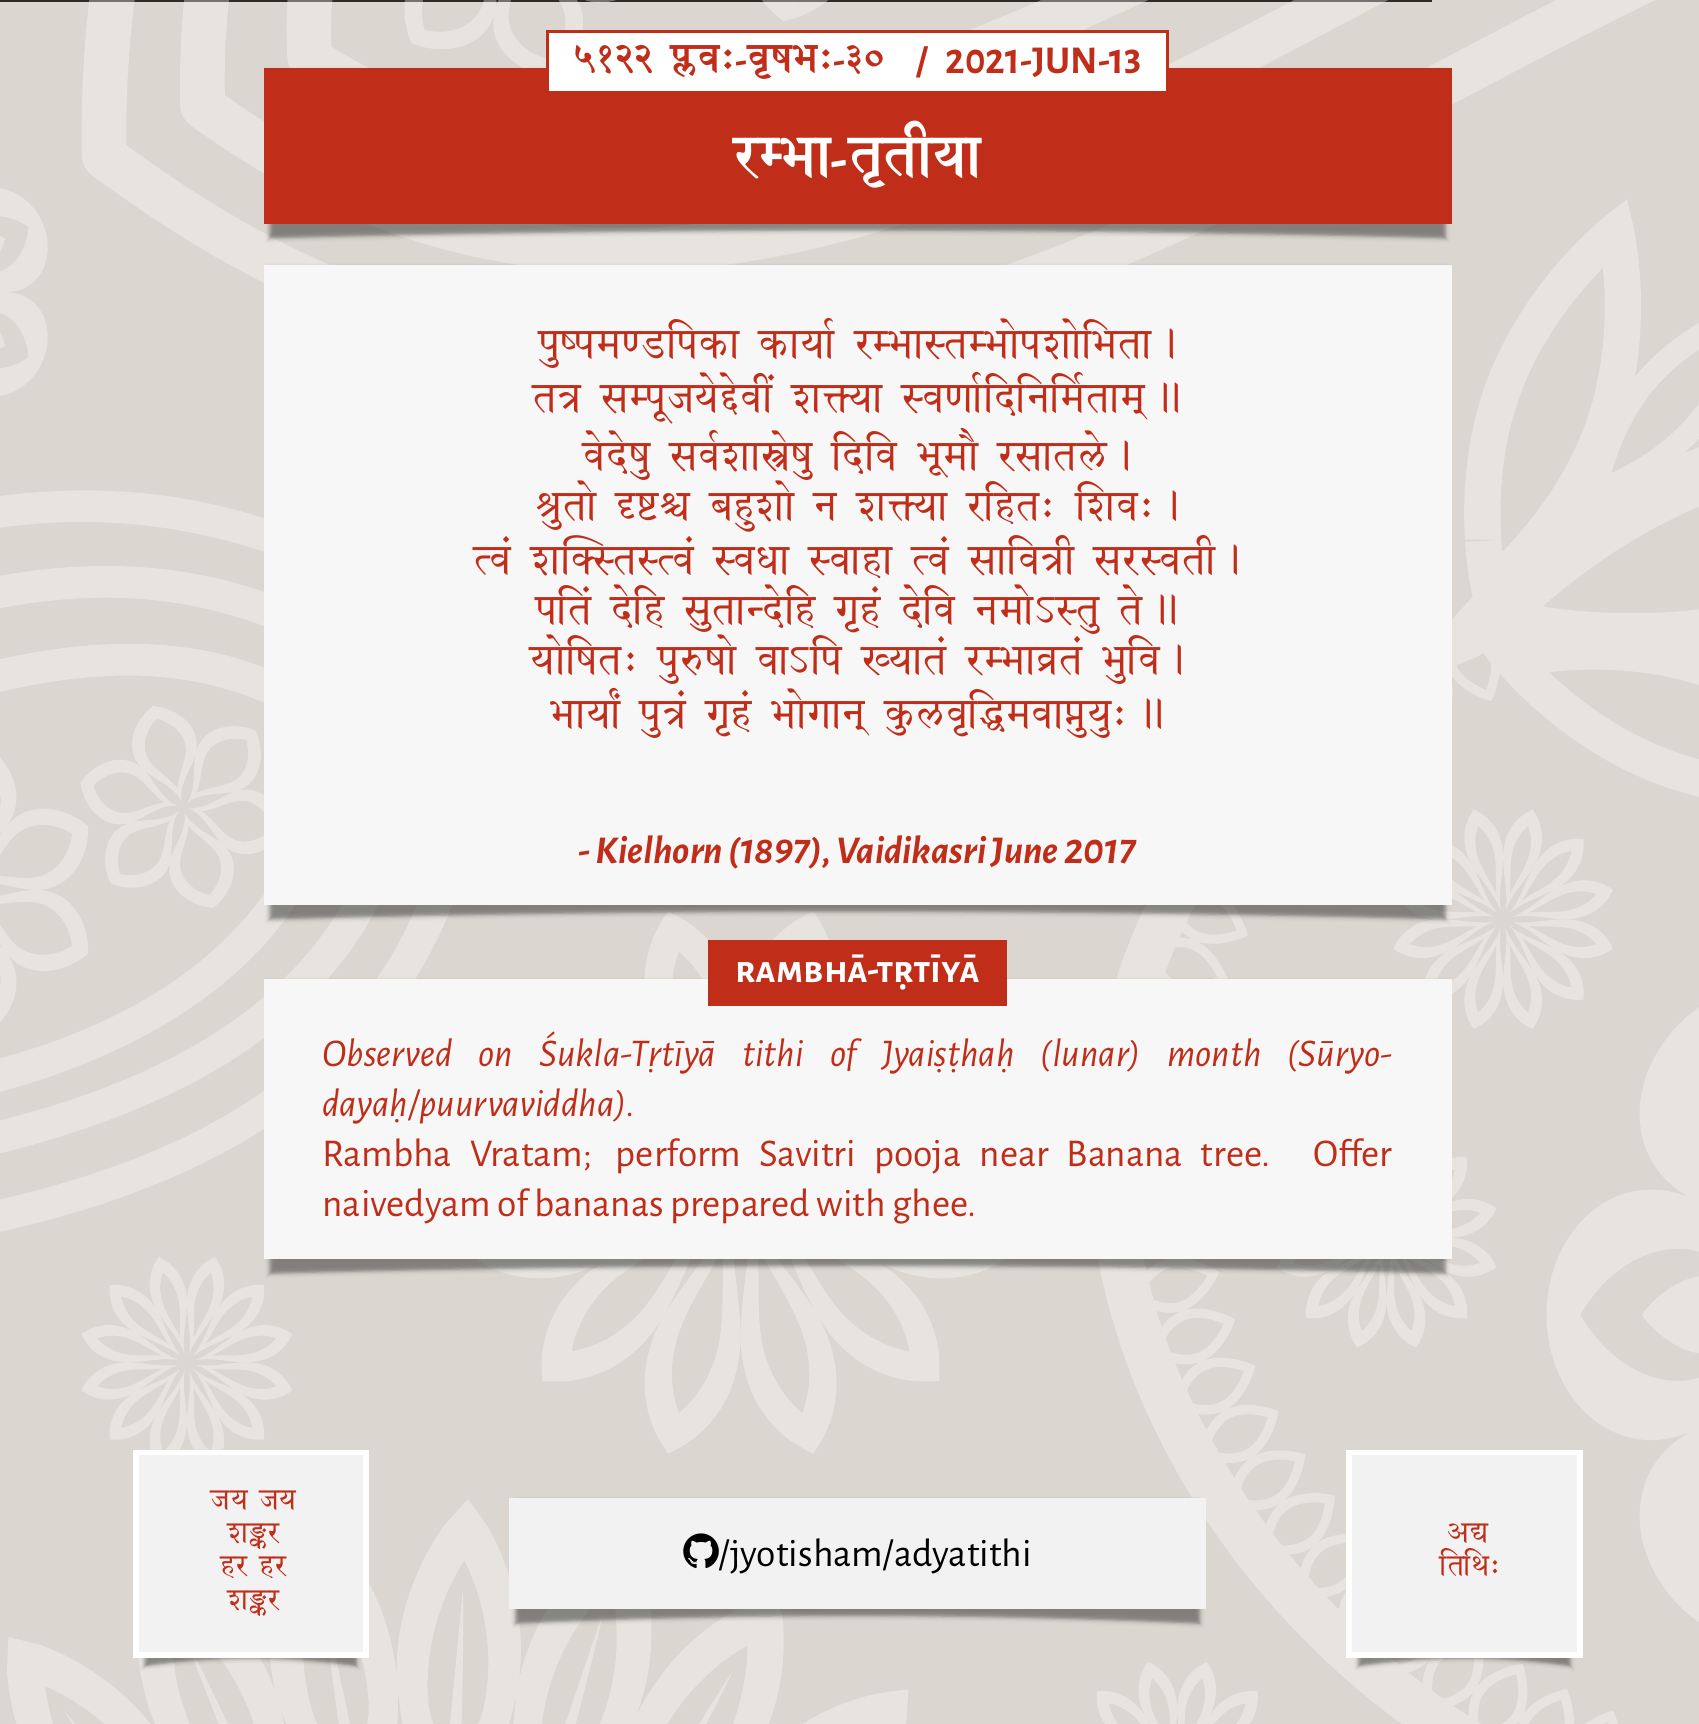 ५१२२ प्लवः-वृषभः-३० / 2021-JUN-13
रम्भा-तृतीया
पुष्पमण्डपिका कार्या रम्भास्तम्भोपशोभिता।
तत्र सम्पूजयेद्देवीं शक्त्या स्वर्णादिनिर्मिताम्॥
वेदेषु सर्वशास्त्रेषु दिवि भूमौ रसातले।
श्रुतो दृष्टश्च बहुशो न शक्त्या रहितः शिवः।
त्वं शक्स्तिस्त्वं स्वधा स्वाहा त्वं सावित्री सरस्वती।
पतिं देहि सुतान्देहि गृहं देवि नमोऽस्तु ते॥
योषितः पुरुषो वाऽपि ख्यातं रम्भाव्रतं भुवि।
भार्यां पुत्रं गृहं भोगान् कुलवृद्धिमवाप्नुयुः॥
- Kielhorn (1897), Vaidikasri June 2017
RAMBHĀ-TṚTĪYĀ
Observed on Śukla-Tṛtīyā tithi of Jyaiṣṭhaḥ (lunar) month (Sūryo-
dayaḥ/puurvaviddha).
Rambha Vratam; perform Savitri pooja near Banana tree. Offer
naivedyam of bananas prepared with ghee.
जय जय
शङ्कर
हर हर
शङ्कर
/jyotisham/adyatithi
अद्य
तिथिः